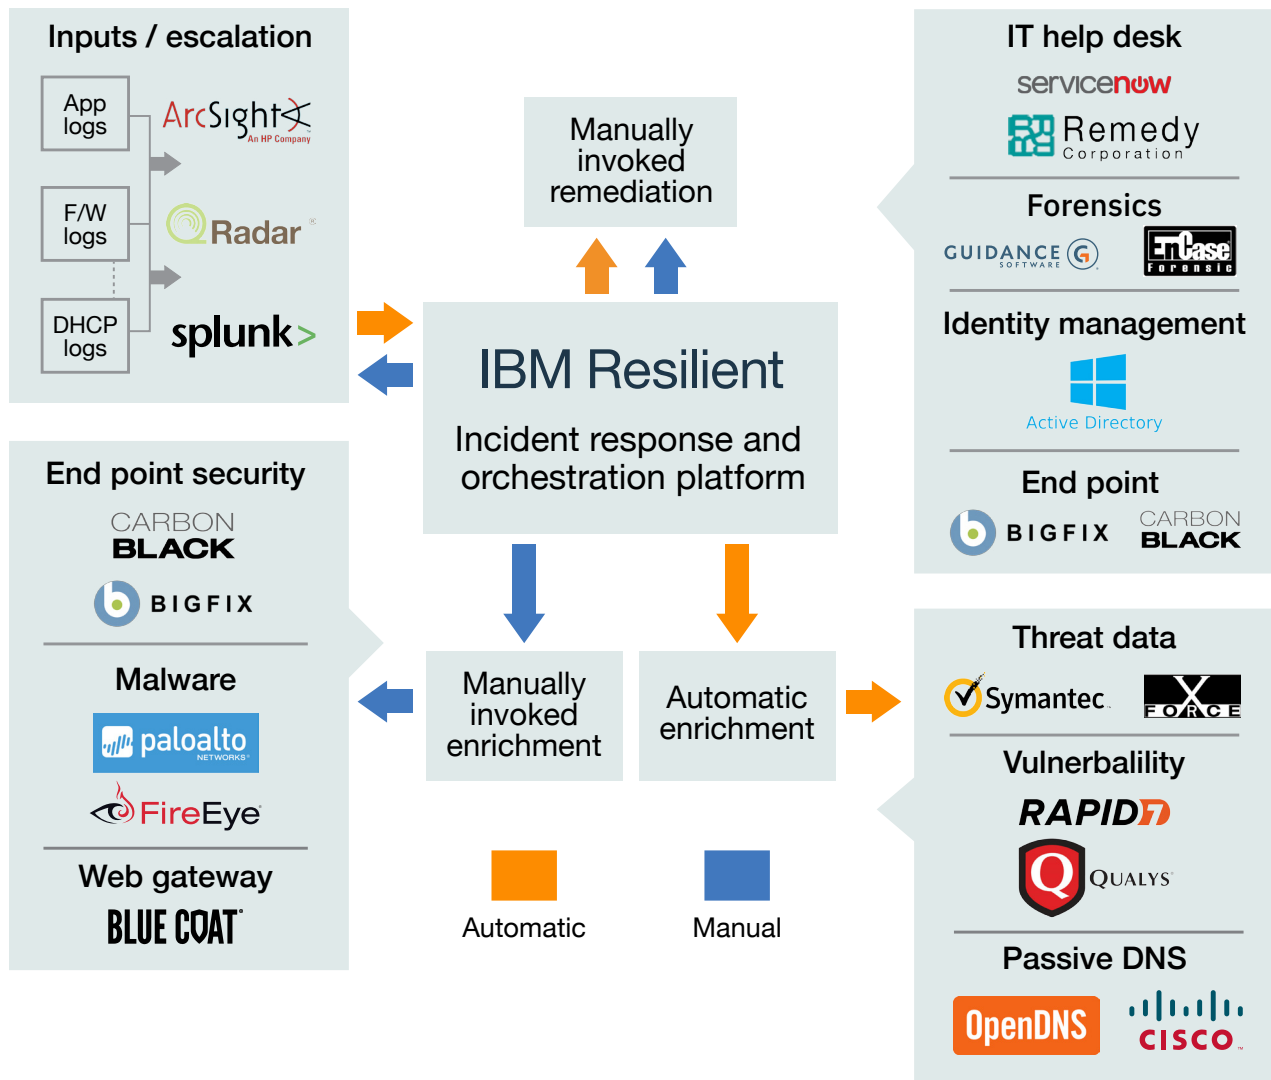 Inputs / escalation
App
logs
ArcSight
An HP Company
F/W
logs
QRadar
®
DHCP
logs
splunk>
Manually
invoked
remediation
IBM Resilient
Incident response and
orchestration platform
IT help desk
servicenow
Remedy
Corporation
Forensics
GUIDANCE
SOFTWARE
G
EnCase
Forensic
Identity management
Active Directory
End point
b BIGFIX
CARBON
BLACK
End point security
CARBON
BLACK
b BIGFIX
Malware
paloalto
NETWORKS®
FireEye
Web gateway
BLUE COAT
Manually
invoked
enrichment
Automatic
enrichment
Automatic
Manual
Threat data
Symantec
X
FORCE
Vulnerbalility
RAPID7
Q QUALYS
Passive DNS
OpenDNS
CISCO